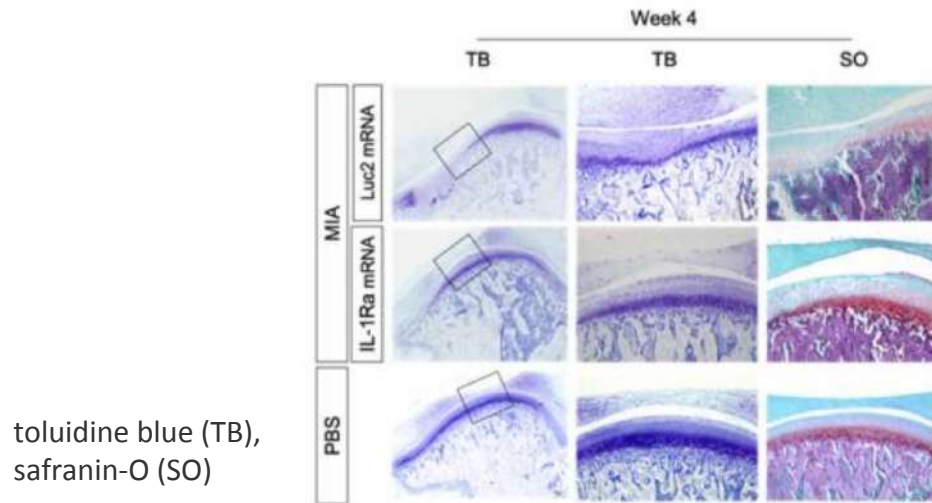 Week 4
TB TB SO
MIA
Luc2 mRNA
IL-1Ra mRNA
PBS
toluidine blue (TB),
safranin-O (SO)